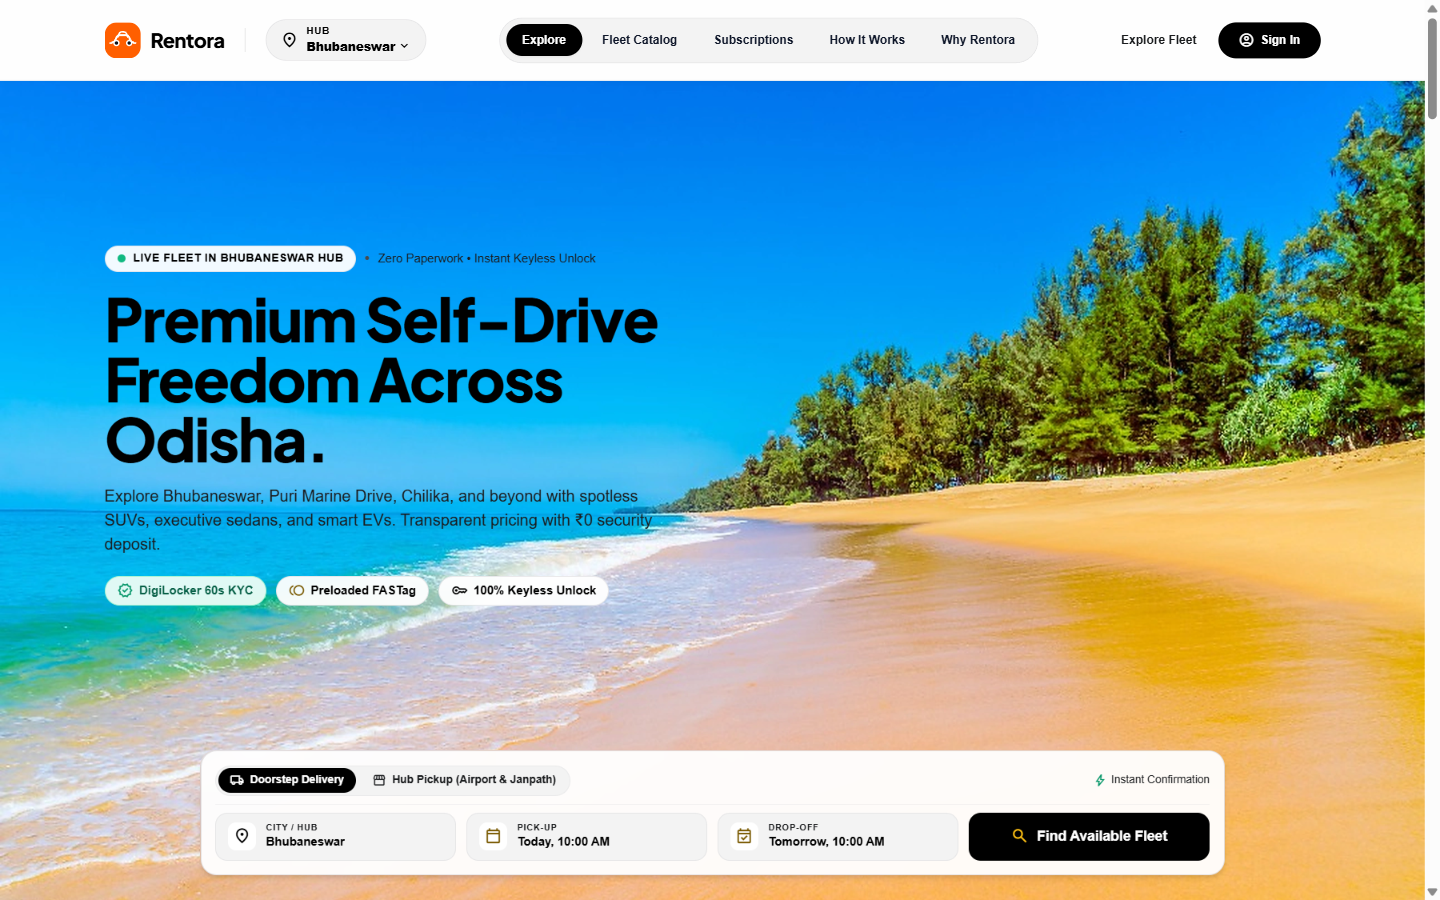 Rentora
HUB
Bhubaneswar
Explore
Fleet Catalog
Subscriptions
How It Works
Why Rentora
Explore Fleet
Sign In
LIVE FLEET IN BHUBANESWAR HUB
• Zero Paperwork • Instant Keyless Unlock
Premium Self-Drive
Freedom Across
Odisha.
Explore Bhubaneswar, Puri Marine Drive, Chilika, and beyond with spotless
SUVs, executive sedans, and smart EVs. Transparent pricing with ₹0 security
deposit.
DigiLocker 60s KYC
Preloaded FASTag
100% Keyless Unlock
Doorstep Delivery
Hub Pickup (Airport & Janpath)
Instant Confirmation
CITY / HUB
Bhubaneswar
PICK-UP
Today, 10:00 AM
DROP-OFF
Tomorrow, 10:00 AM
Find Available Fleet